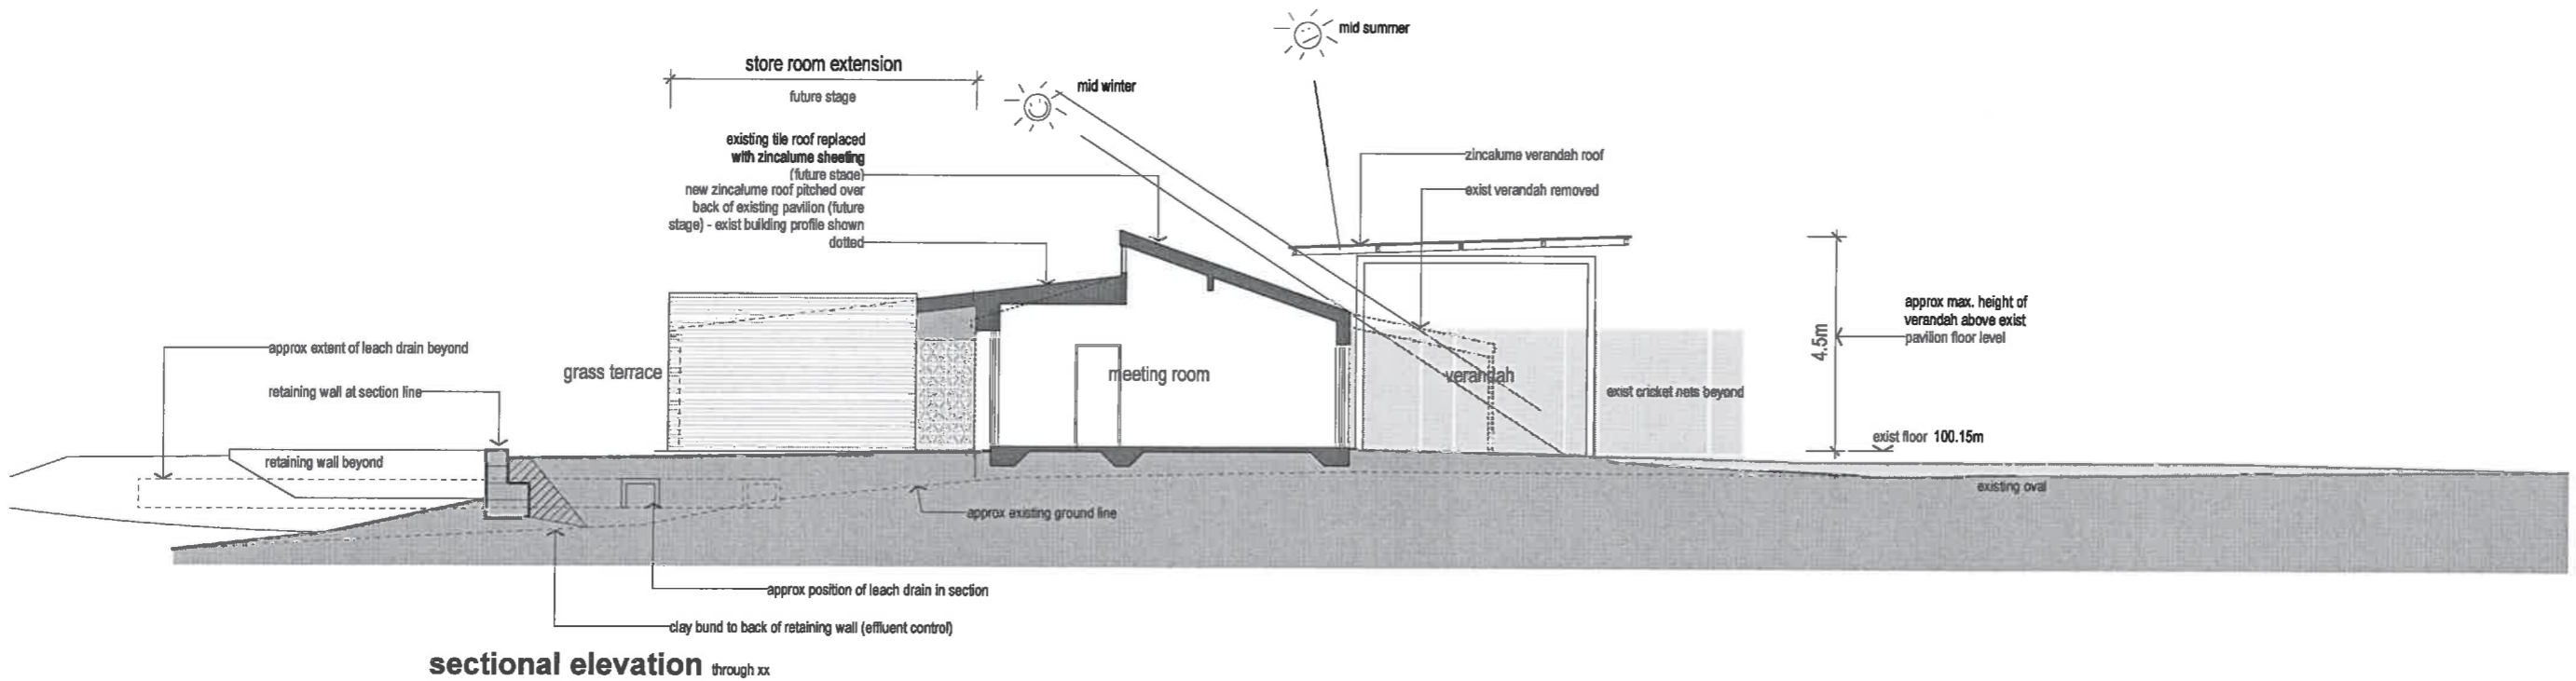 mid summer
store room extension
mid winter
future stage
existing tile roof replaced
with zincalume sheeting
(future stage)
new zincalume roof pitched over
back of existing pavilion (future
stage) - exist building profile shown
dotted
zincalume verandah roof
exist verandah removed
approx max. height of
verandah above exist
pavilion floor level
4.5m
approx extent of leach drain beyond
grass terrace
meeting room
verandah
retaining wall at section line
exist cricket nets beyond
exist floor 100.15m
retaining wall beyond
existing oval
approx existing ground line
approx position of leach drain in section
clay bund to back of retaining wall (effluent control)
sectional elevation through xx